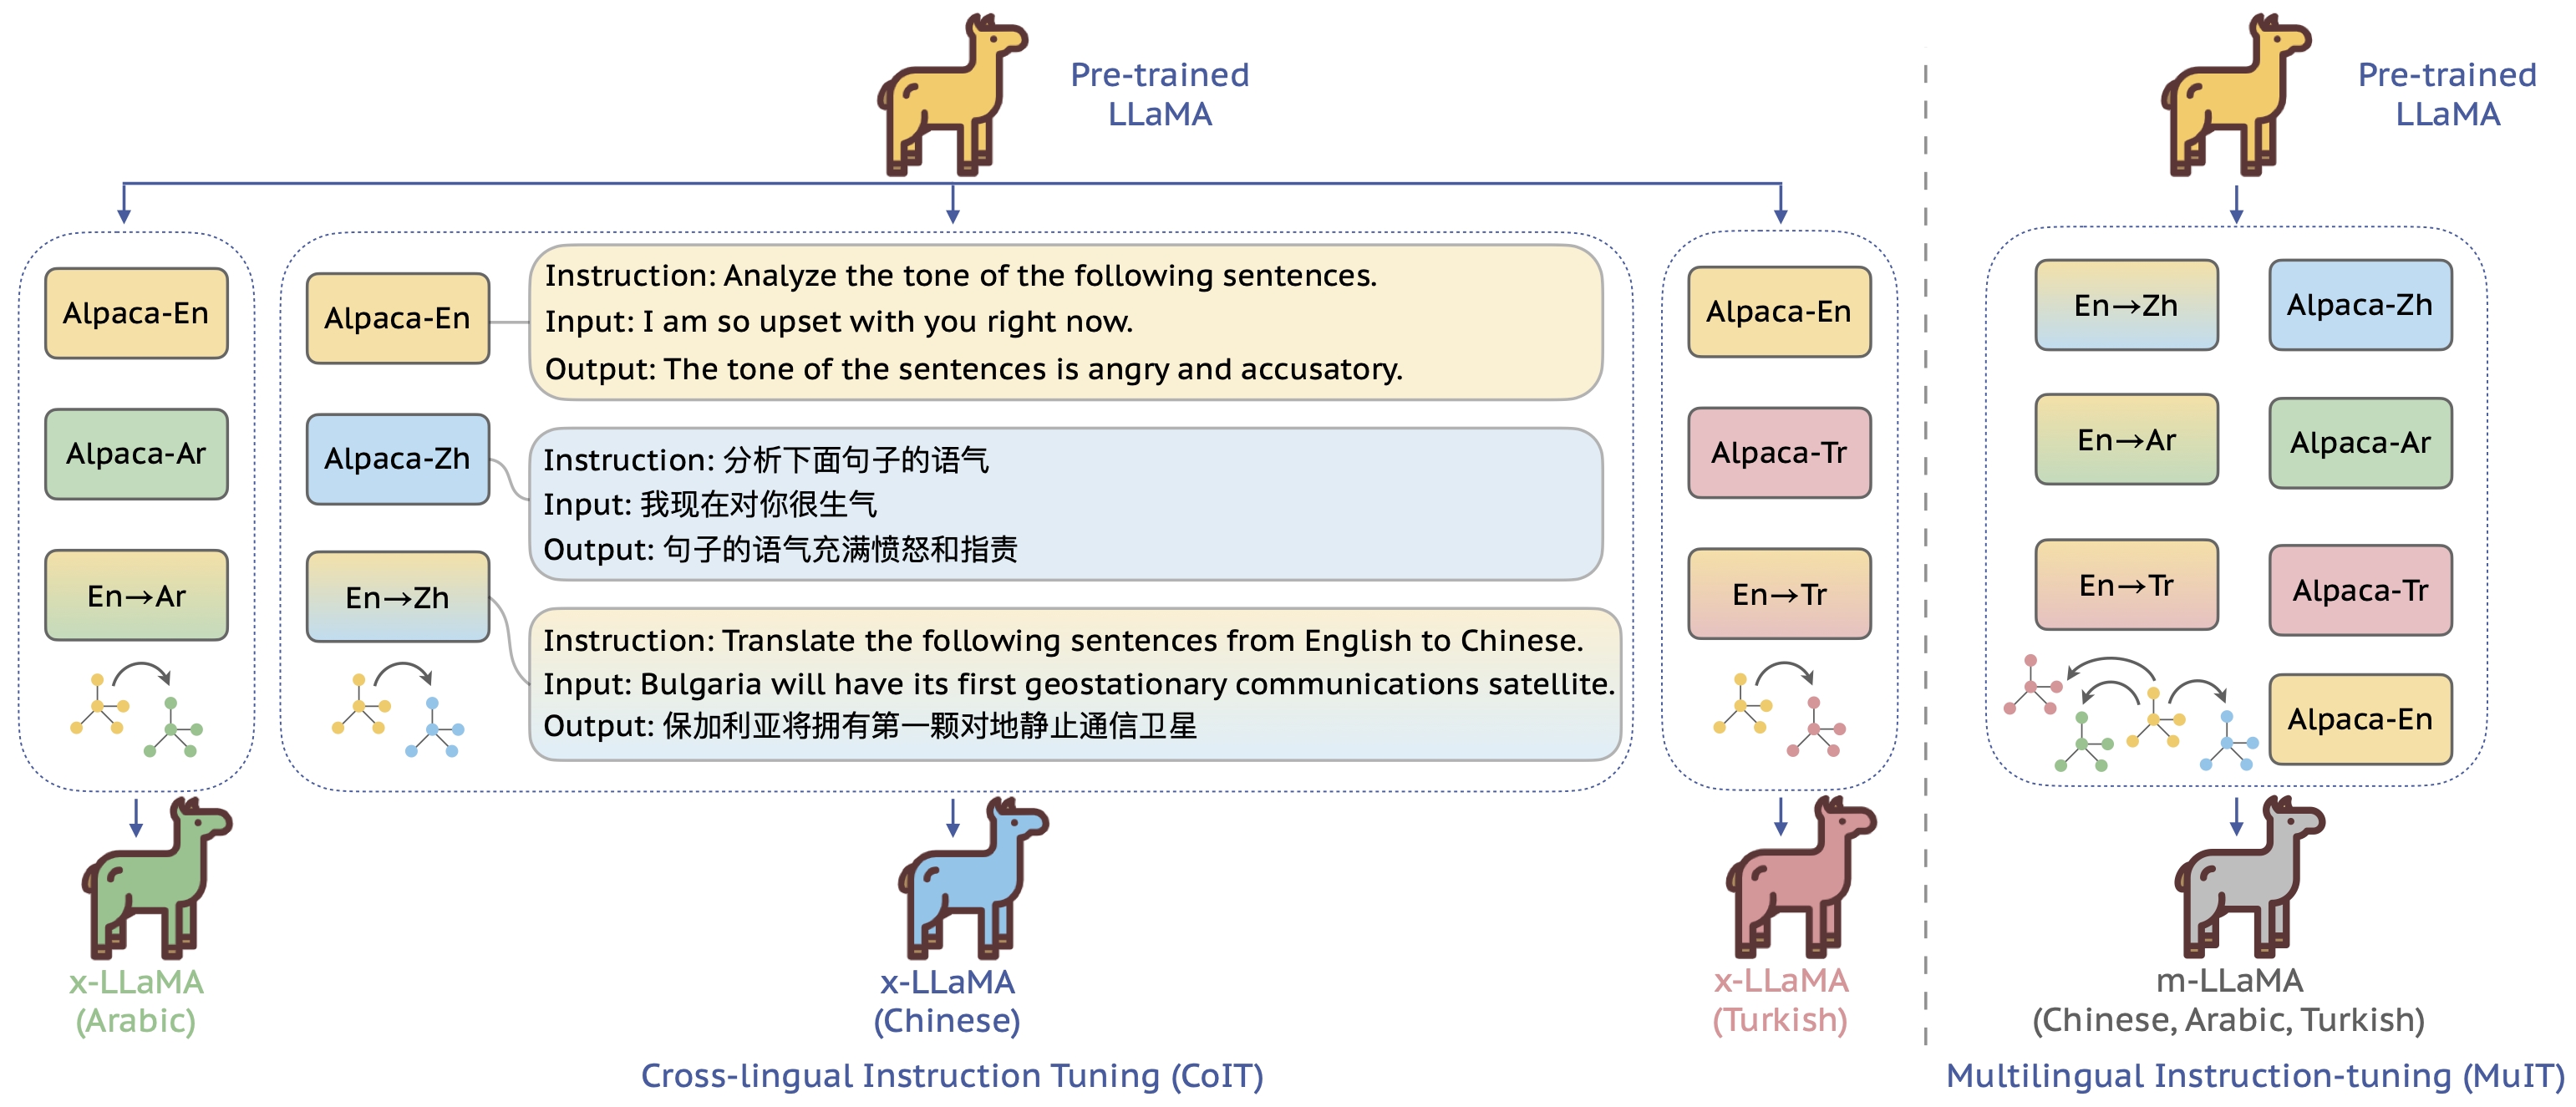 Pre-trained
LLaMA
Alpaca-En
Alpaca-Ar
En→Ar
x-LLaMA
(Arabic)
Alpaca-En
Instruction: Analyze the tone of the following sentences.
Input: I am so upset with you right now.
Output: The tone of the sentences is angry and accusatory.
Alpaca-Zh
Instruction: 分析下面句子的语气
Input: 我现在对你很生气
Output: 句子的语气充满愤怒和指责
En→Zh
Instruction: Translate the following sentences from English to Chinese.
Input: Bulgaria will have its first geostationary communications satellite.
Output: 保加利亚将拥有第一颗对地静止通信卫星
x-LLaMA
(Chinese)
Alpaca-En
Alpaca-Tr
En→Tr
x-LLaMA
(Turkish)
Cross-lingual Instruction Tuning (CoIT)
Pre-trained
LLaMA
En→Zh
Alpaca-Zh
En→Ar
Alpaca-Ar
En→Tr
Alpaca-Tr
Alpaca-En
m-LLaMA
(Chinese, Arabic, Turkish)
Multilingual Instruction-tuning (MuIT)